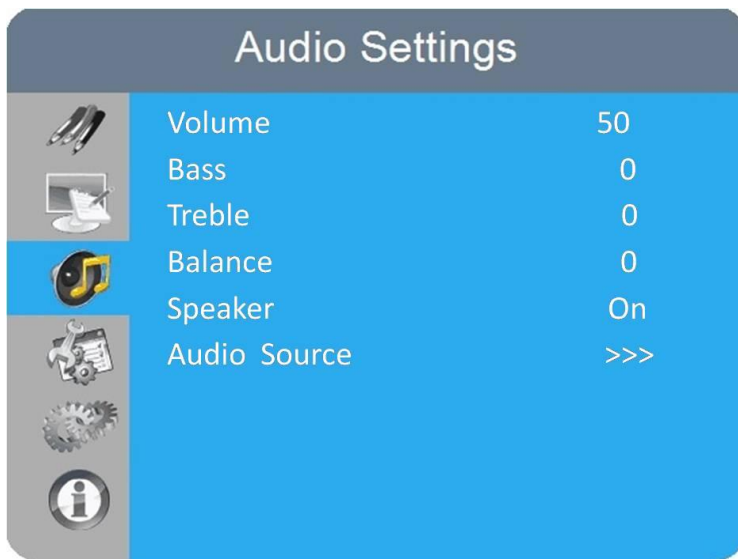 Audio Settings
Volume 50
Bass 0
Treble 0
Balance 0
Speaker On
Audio Source >>>